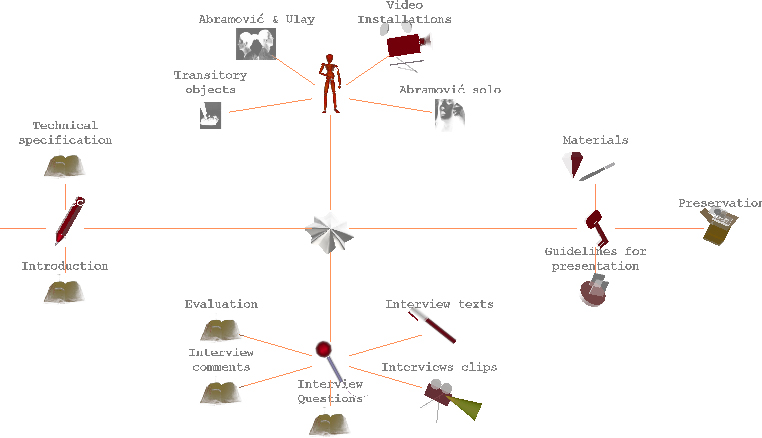 Video
Abramović & Ulay
Installations
Transitory
objects
Abramović solo
Technical
specification
Materials
Preservation
Introduction
Guidelines for
presentation
Evaluation
Interview texts
Interview
comments
Interviews clips
Interview
Questions